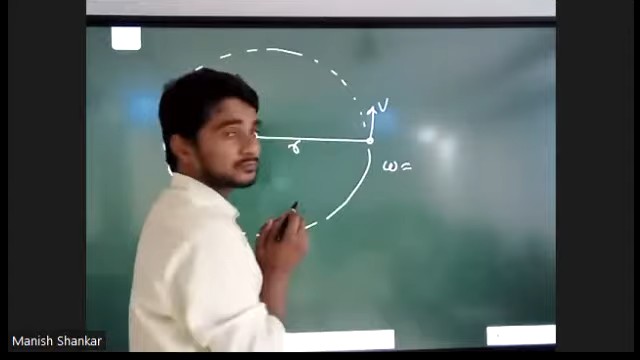 V
r
ω =
Manish Shankar